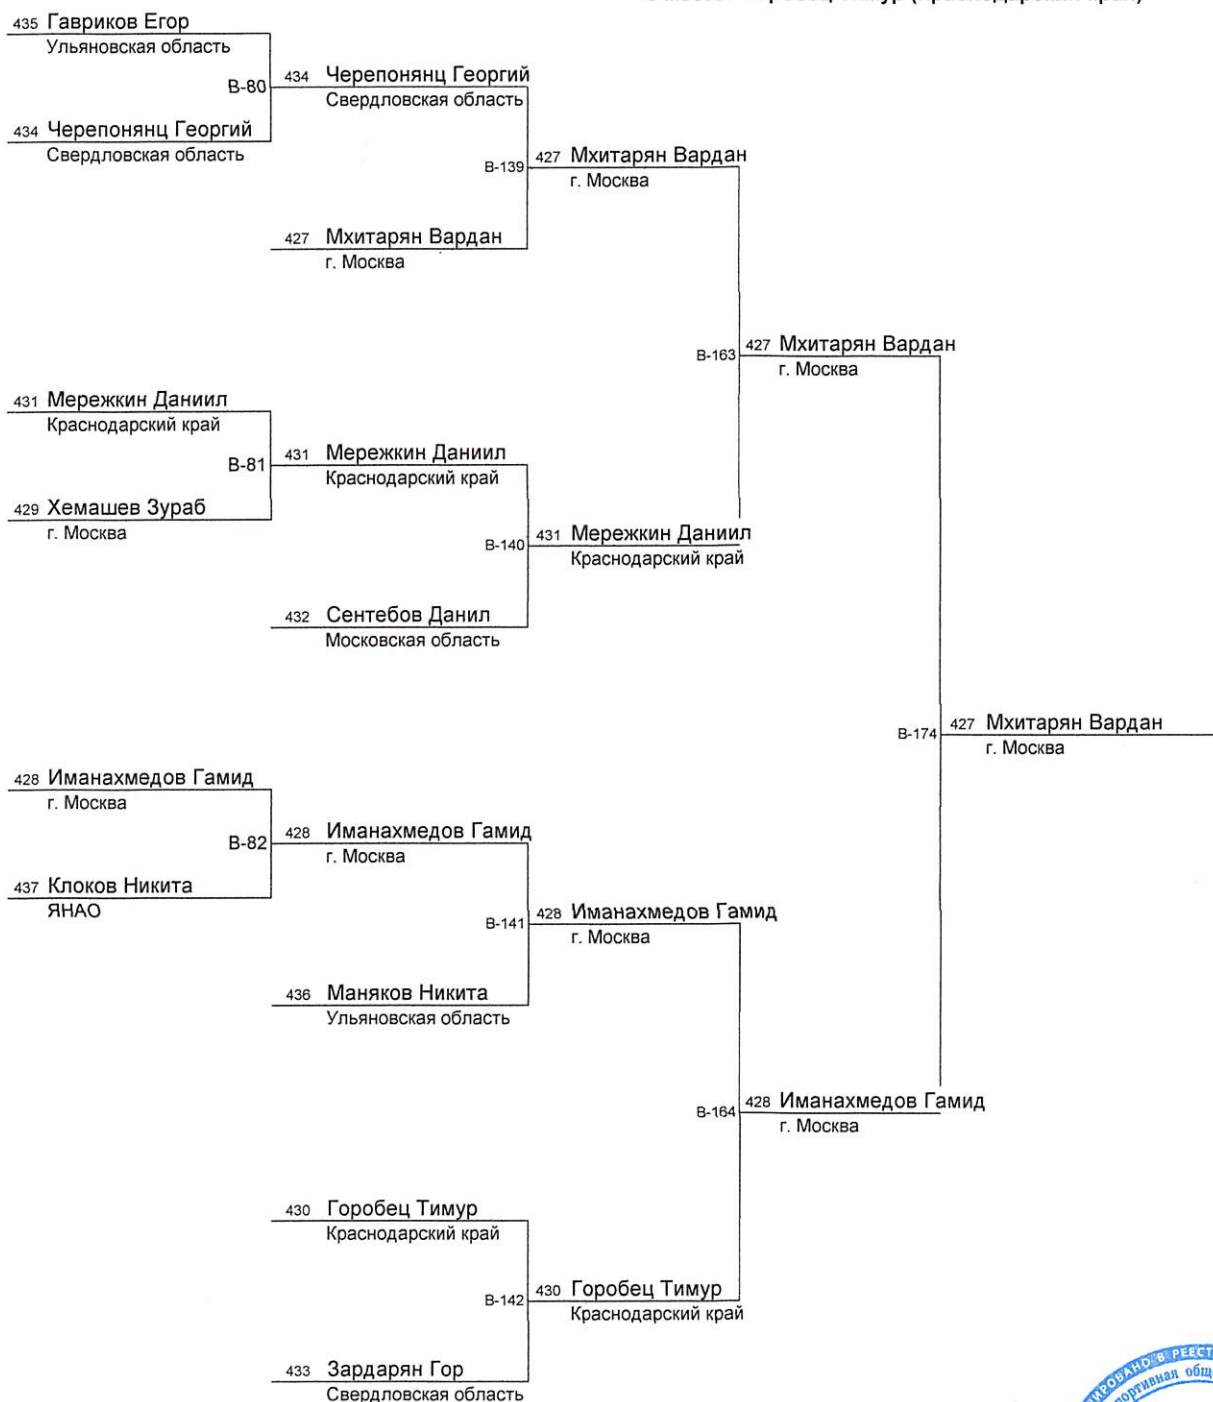 435 Гавриков Егор
Ульяновская область
B-80
434 Черепонянц Георгий
Свердловская область
434 Черепонянц Георгий
Свердловская область
B-139
427 Мхитарян Вардан
г. Москва
427 Мхитарян Вардан
г. Москва
B-163
427 Мхитарян Вардан
г. Москва
431 Мережкин Даниил
Краснодарский край
B-81
431 Мережкин Даниил
Краснодарский край
429 Хемашев Зураб
г. Москва
B-140
431 Мережкин Даниил
Краснодарский край
432 Сентебов Данил
Московская область
B-174
427 Мхитарян Вардан
г. Москва
428 Иманахмедов Гамид
г. Москва
B-82
428 Иманахмедов Гамид
г. Москва
437 Клоков Никита
ЯНАО
B-141
428 Иманахмедов Гамид
г. Москва
436 Маняков Никита
Ульяновская область
B-164
428 Иманахмедов Гамид
г. Москва
430 Горобец Тимур
Краснодарский край
B-142
430 Горобец Тимур
Краснодарский край
433 Зардарян Гор
Свердловская область